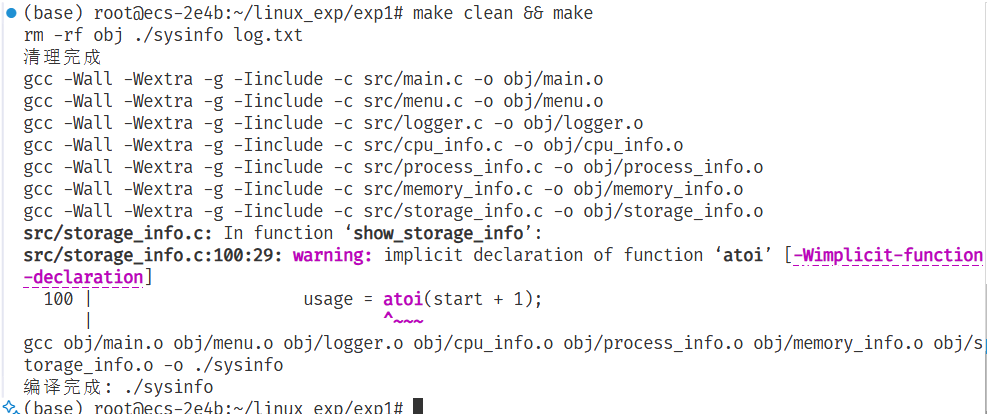 (base) root@ecs-2e4b:~/linux_exp/exp1# make clean && make
rm -rf obj ./sysinfo log.txt
清理完成
gcc -Wall -Wextra -g -Iinclude -c src/main.c -o obj/main.o
gcc -Wall -Wextra -g -Iinclude -c src/menu.c -o obj/menu.o
gcc -Wall -Wextra -g -Iinclude -c src/logger.c -o obj/logger.o
gcc -Wall -Wextra -g -Iinclude -c src/cpu_info.c -o obj/cpu_info.o
gcc -Wall -Wextra -g -Iinclude -c src/process_info.c -o obj/process_info.o
gcc -Wall -Wextra -g -Iinclude -c src/memory_info.c -o obj/memory_info.o
gcc -Wall -Wextra -g -Iinclude -c src/storage_info.c -o obj/storage_info.o
src/storage_info.c: In function ‘show_storage_info’:
src/storage_info.c:100:29: warning: implicit declaration of function ‘atoi’ [-Wimplicit-function
-declaration]
  100 |                     usage = atoi(start + 1);
      |                             ^~~~
gcc obj/main.o obj/menu.o obj/logger.o obj/cpu_info.o obj/process_info.o obj/memory_info.o obj/s
torage_info.o -o ./sysinfo
编译完成: ./sysinfo
(base) root@ecs-2e4b:~/linux_exp/exp1#